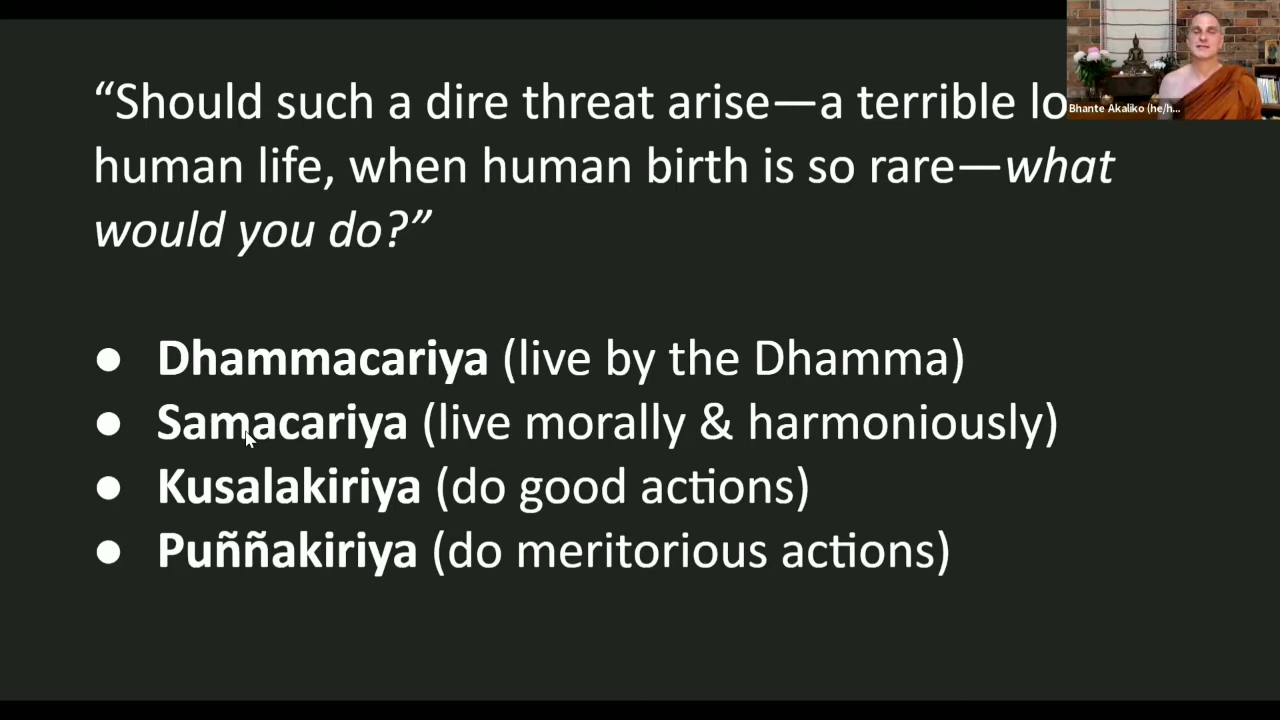 “Should such a dire threat arise—a terrible
human life, when human birth is so rare—what
would you do?”
● Dhammacariya (live by the Dhamma)
● Samacariya (live morally & harmoniously)
● Kusalakiriya (do good actions)
● Puññakiriya (do meritorious actions)
Bhante Akaliko (he/h...